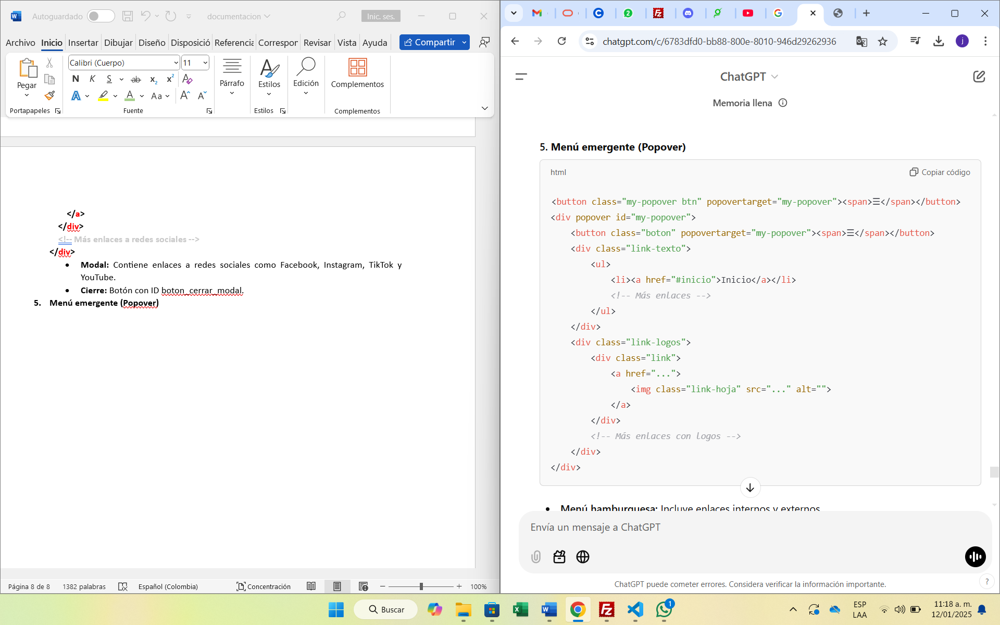 Autoguardado
documentacion
Inic. ses.
Archivo Inicio Insertar Dibujar Diseño Disposició Referencia Correspor Revisar Vista Ayuda
Compartir
Pegar
Portapapeles
Calibri (Cuerpo) 11
N K S ab x₂ x²
A A Aa A A
Fuente
Párrafo
Estilos
Estilos
Edición
Complementos
Complementos
</a>
</div>
<!-- Más enlaces a redes sociales -->
</div>
• Modal: Contiene enlaces a redes sociales como Facebook, Instagram, TikTok y
YouTube.
• Cierre: Botón con ID boton_cerrar_modal.
5. Menú emergente (Popover)
Página 8 de 8 1382 palabras Español (Colombia) Concentración 100%
chatgpt.com/c/6783dfd0-bb88-800e-8010-946d29262936
j
ChatGPT
Memoria llena
5. Menú emergente (Popover)
html
Copiar código
<button class="my-popover btn" popovertarget="my-popover"><span>☰</span></button>
<div popover id="my-popover">
<button class="boton" popovertarget="my-popover"><span>☰</span></button>
<div class="link-texto">
<ul>
<li><a href="#inicio">Inicio</a></li>
<!-- Más enlaces -->
</ul>
</div>
<div class="link-logos">
<div class="link">
<a href="...">
<img class="link-hoja" src="..." alt="">
</a>
</div>
<!-- Más enlaces con logos -->
</div>
</div>
• Menú hamburguesa: Incluye enlaces internos y externos
Envía un mensaje a ChatGPT
ChatGPT puede cometer errores. Considera verificar la información importante.
?
Buscar
1
ESP
LAA
11:18 a. m.
12/01/2025